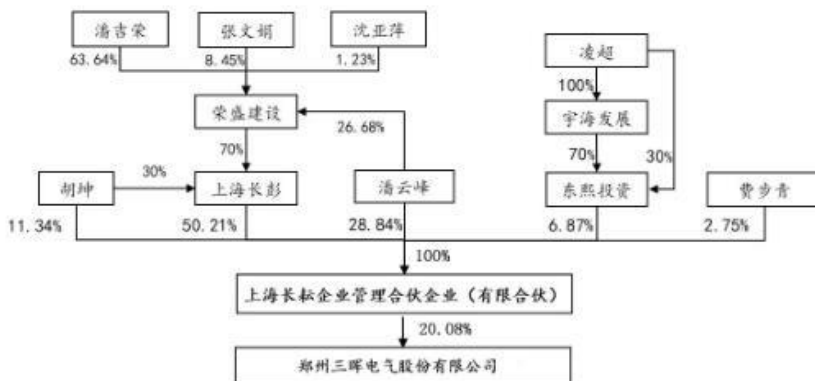 潘吉荣 张文娟 沈亚萍 凌超
63.64% 8.45% 1.23%
100%
荣盛建设 宇海发展
26.68%
70% 70% 30%
胡珅 30% 上海长彭 潘云峰 东熙投资 费步青
11.34% 50.21% 28.84% 6.87% 2.75%
100%
上海长耘企业管理合伙企业（有限合伙）
20.08%
郑州三晖电气股份有限公司